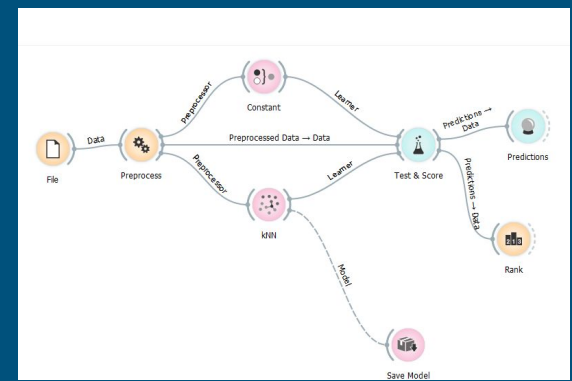 Preprocessor
Constant
Learner
Data
File
Preprocess
Preprocessed Data → Data
Test & Score
Predictions → Data
Predictions
Preprocessor
kNN
Learner
Predictions → Data
Rank
Model
Save Model